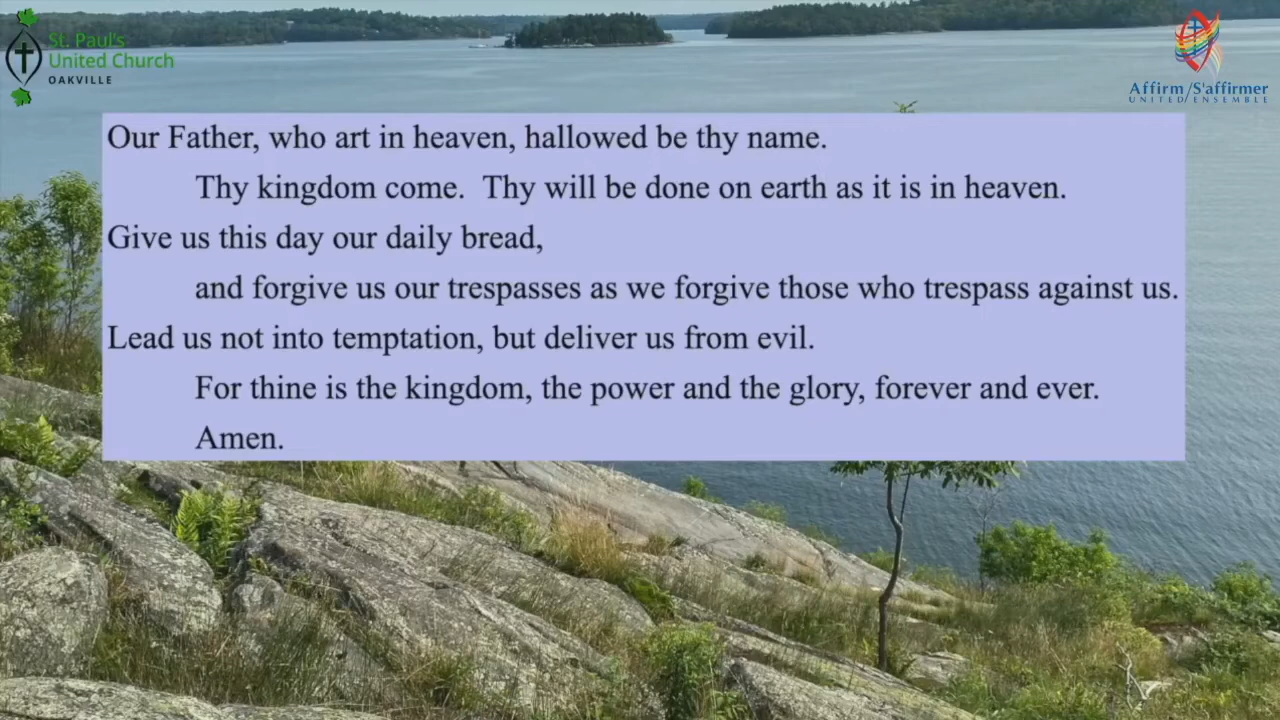 St. Paul's
United Church
OAKVILLE
Affirm/S'affirmer
UNITED/ENSEMBLE
Our Father, who art in heaven, hallowed be thy name.
Thy kingdom come.  Thy will be done on earth as it is in heaven.
Give us this day our daily bread,
and forgive us our trespasses as we forgive those who trespass against us.
Lead us not into temptation, but deliver us from evil.
For thine is the kingdom, the power and the glory, forever and ever.
Amen.